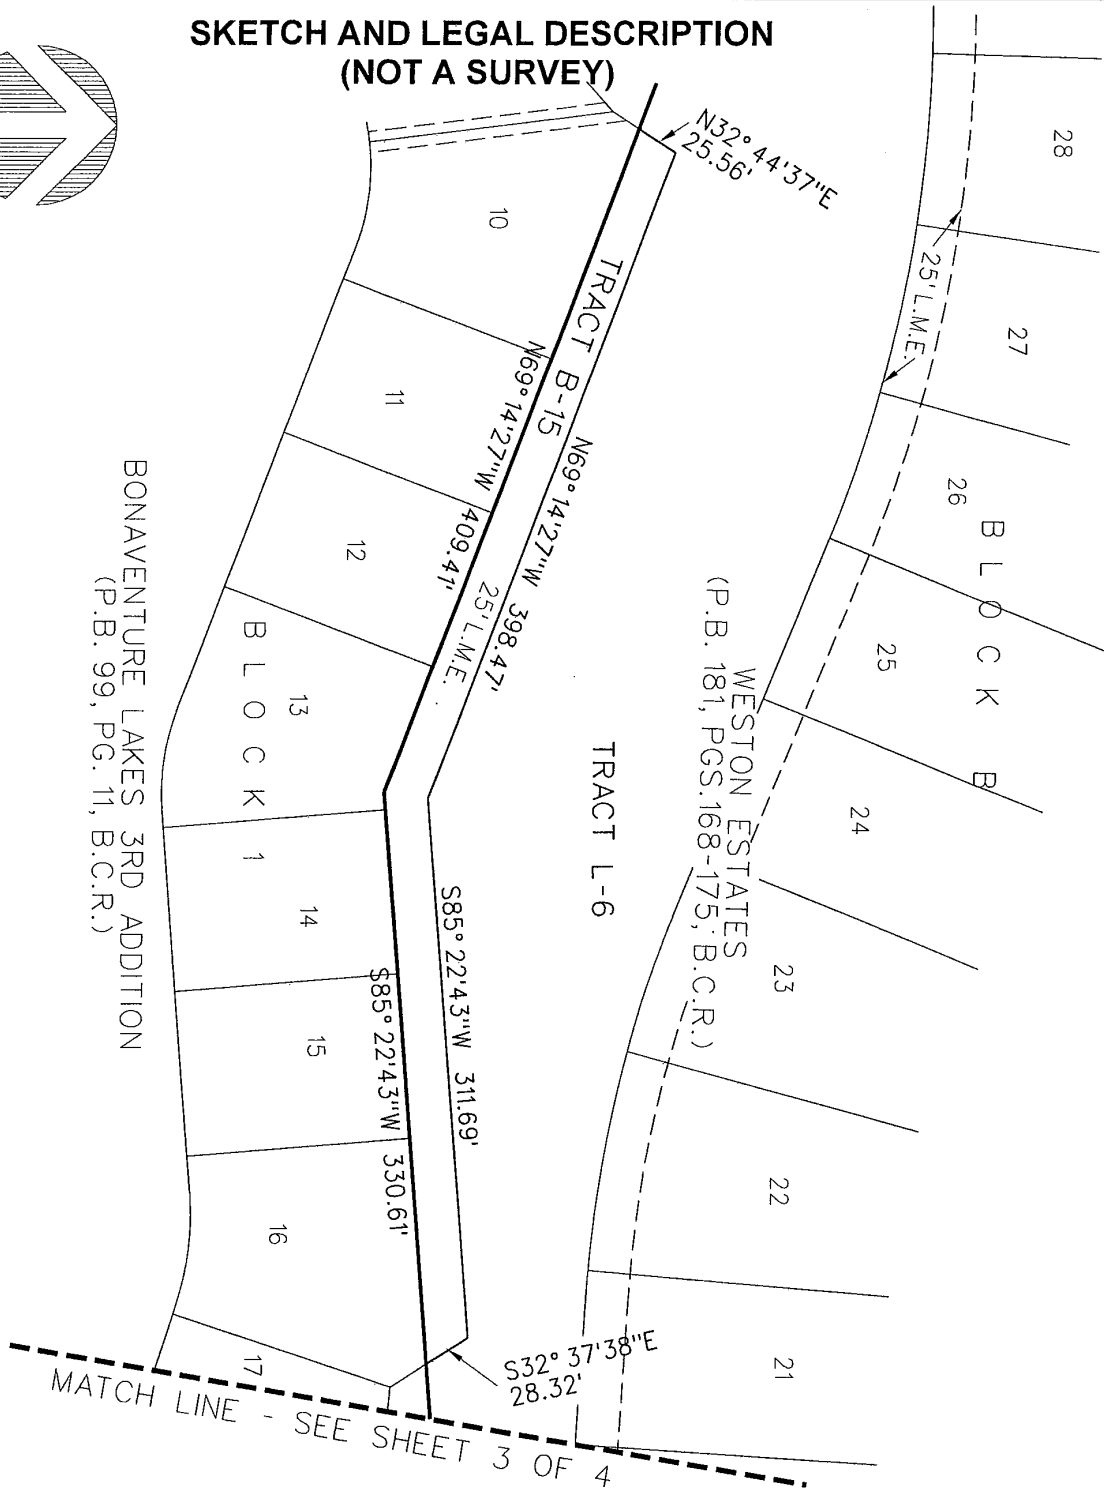 SKETCH AND LEGAL DESCRIPTION
(NOT A SURVEY)
N32°44'37"E
25.56'
28
10
TRACT B-15
25' L.M.E.
27
11
N69°14'27"W 409.41'
N69°14'27"W 398.47'
26
BLOCK B
12
25' L.M.E.
25
BLOCK 1
13
TRACT L-6
WESTON ESTATES
(P.B. 181, PGS.168-175, B.C.R.)
24
BONAVENTURE LAKES 3RD ADDITION
(P.B. 99, PG. 11, B.C.R.)
14
S85°22'43"W 311.69'
23
15
S85°22'43"W 330.61'
22
16
21
17
S32°37'38"E
28.32'
MATCH LINE - SEE SHEET 3 OF 4